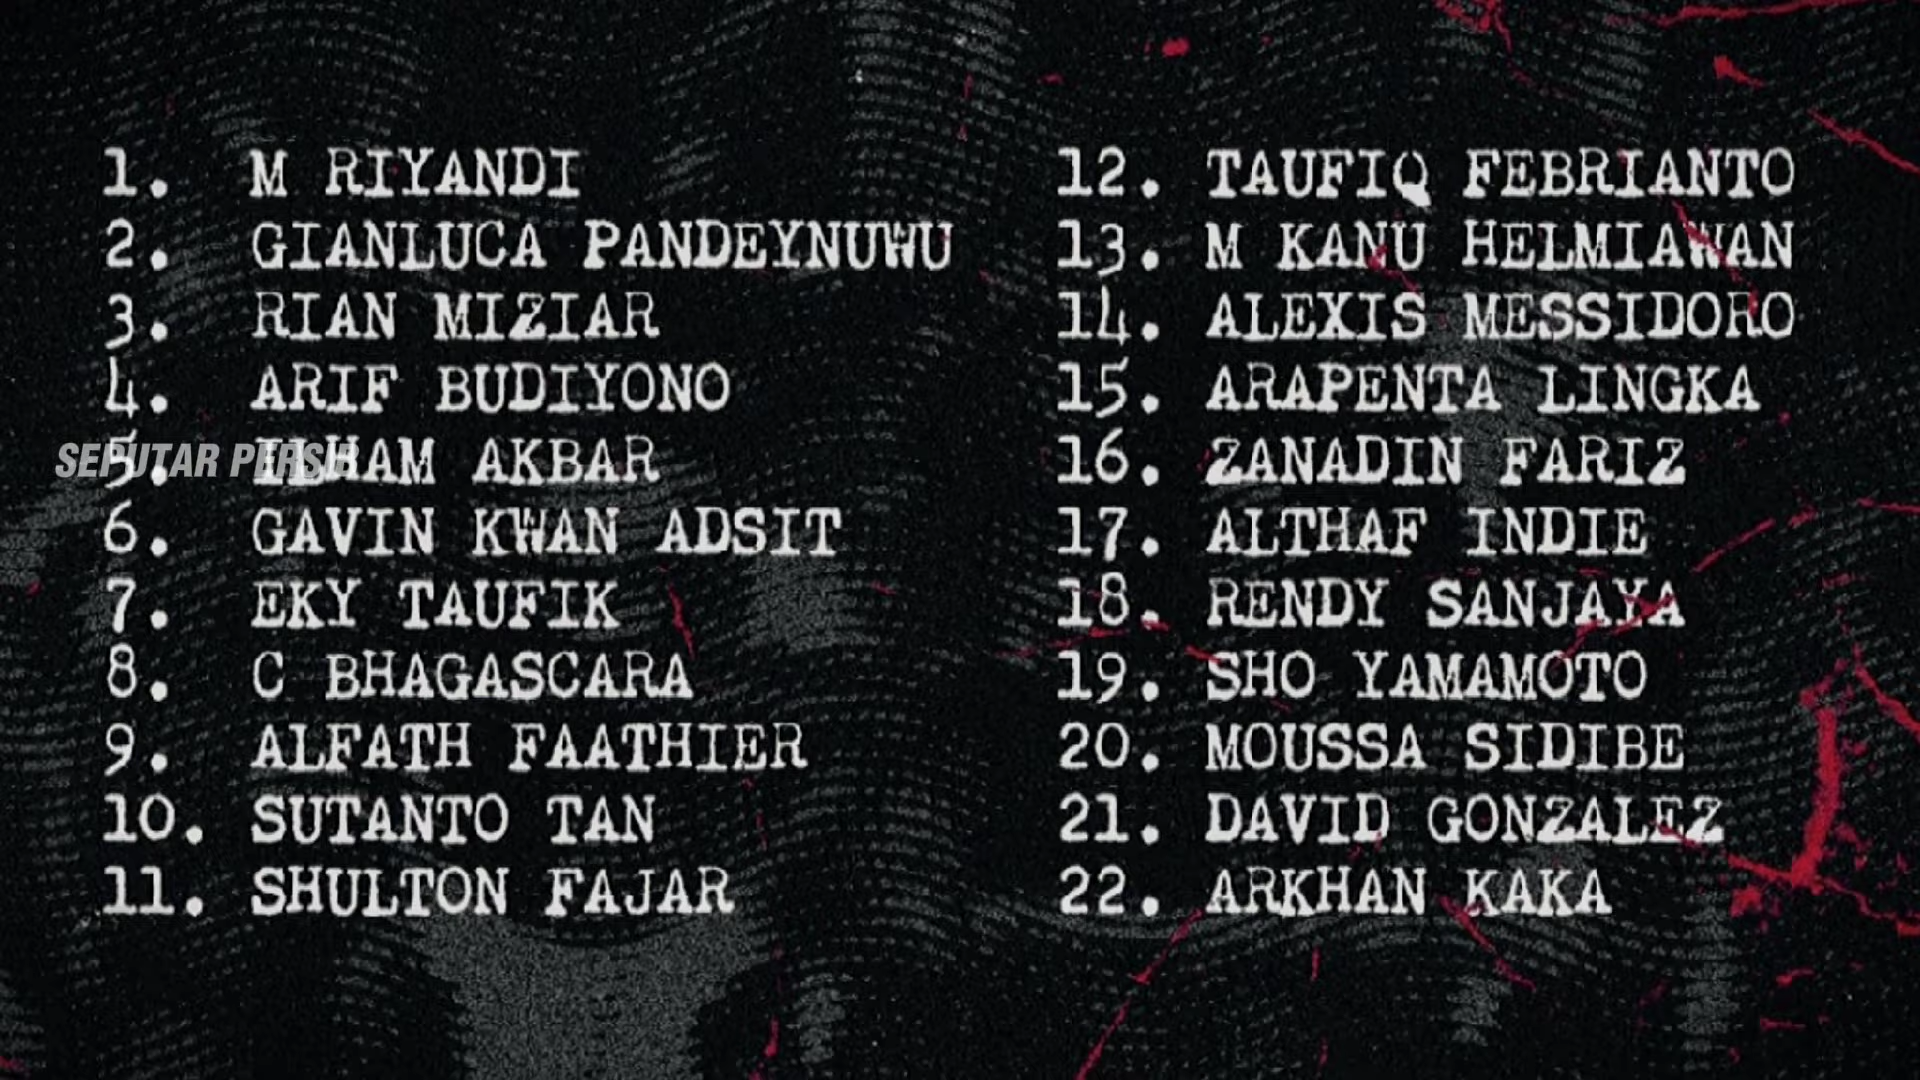 1. M RIYANDI
2. GIANLUCA PANDEYNUWU
3. RIAN MIZIAR
4. ARIF BUDIYONO
5. ILHAM AKBAR
SEPUTAR PERSIB
6. GAVIN KWAN ADSIT
7. EKY TAUFIK
8. C BHAGASCARA
9. ALFATH FAATHIER
10. SUTANTO TAN
11. SHULTON FAJAR
12. TAUFIQ FEBRIANTO
13. M KANU HELMIAWAN
14. ALEXIS MESSIDORO
15. ARAPENTA LINGKA
16. ZANADIN FARIZ
17. ALTHAF INDIE
18. RENDY SANJAYA
19. SHO YAMAMOTO
20. MOUSSA SIDIBE
21. DAVID GONZALEZ
22. ARKHAN KAKA